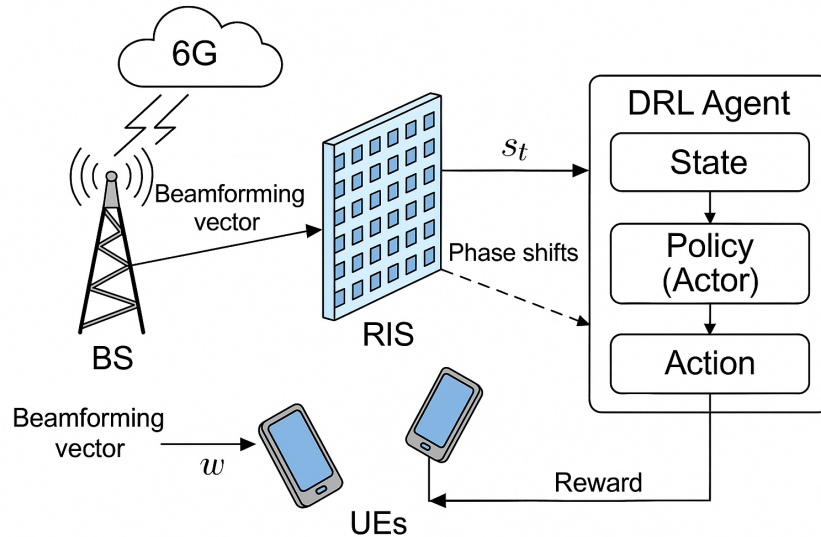 6G
DRL Agent
State
Policy
(Actor)
Action
s_t
Beamforming
vector
Phase shifts
BS
RIS
Beamforming
vector
w
UEs
Reward